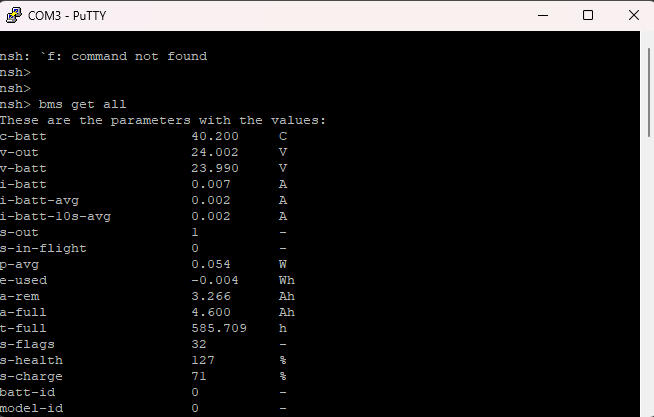 COM3 - PuTTY
nsh: `f: command not found
nsh>
nsh>
nsh> bms get all
These are the parameters with the values:
c-batt 40.200 C
v-out 24.002 V
v-batt 23.990 V
i-batt 0.007 A
i-batt-avg 0.002 A
i-batt-10s-avg 0.002 A
s-out 1 -
s-in-flight 0 -
p-avg 0.054 W
e-used -0.004 Wh
a-rem 3.266 Ah
a-full 4.600 Ah
t-full 585.709 h
s-flags 32 -
s-health 127 %
s-charge 71 %
batt-id 0 -
model-id 0 -